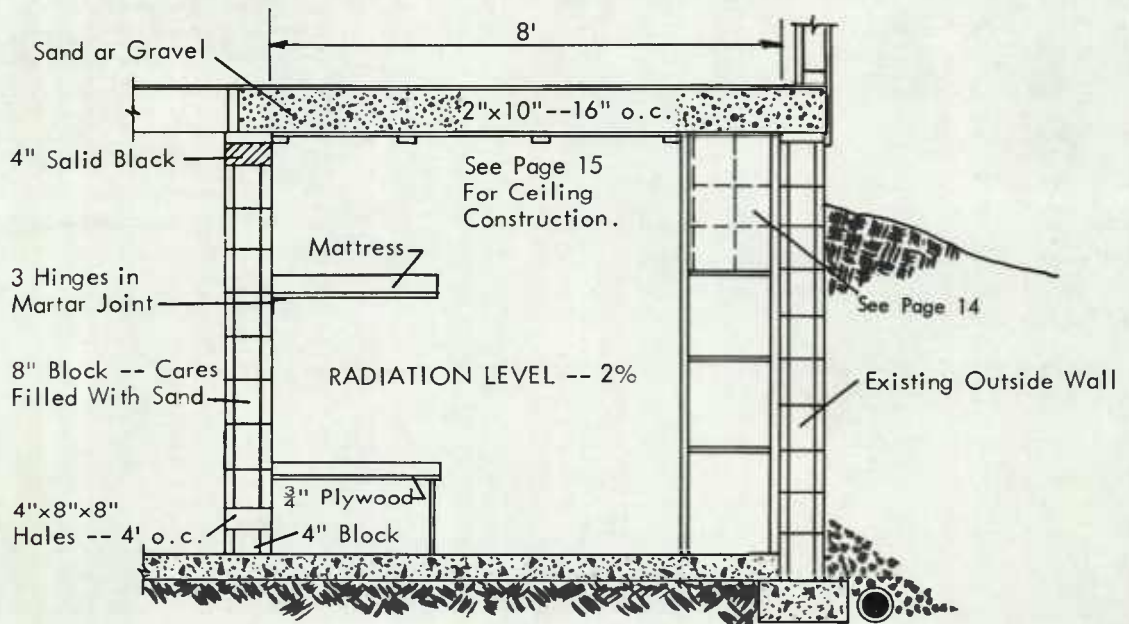 8'
Sand ar Gravel
2"x10"--16" o.c.
4" Salid Black
See Page 15
For Ceiling
Construction.
Mattress
3 Hinges in
Martar Joint
See Page 14
8" Block -- Cares
Filled With Sand
RADIATION LEVEL -- 2%
Existing Outside Wall
3/4" Plywood
4"x8"x8"
Hales -- 4' o.c.
4" Block